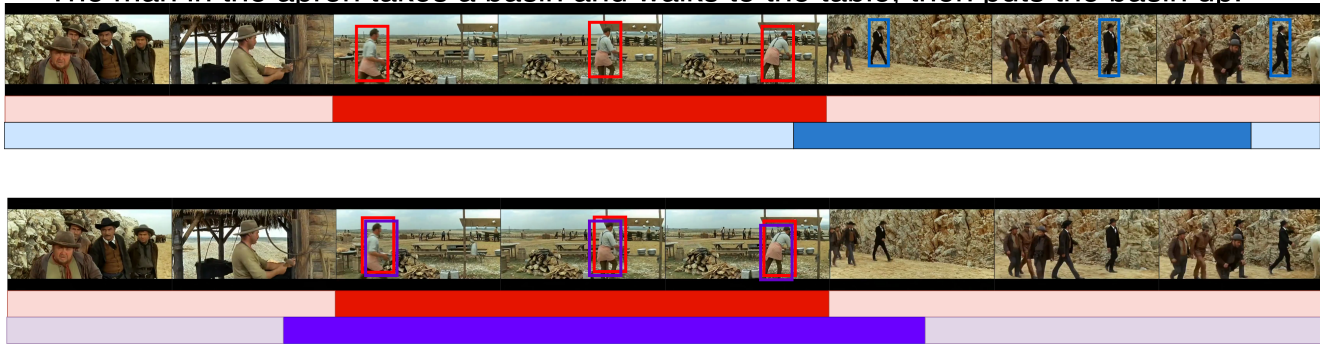 The man in the apron takes a basin and walks to the table, then puts the basin up.